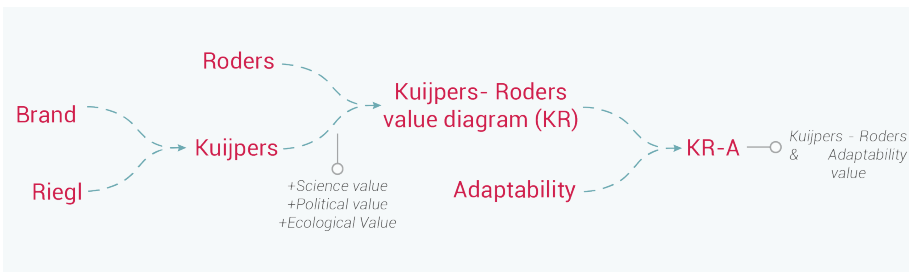 Roders
Brand
Kuijpers
Riegl
+Science value
+Political value
+Ecological Value
Kuijpers- Roders
value diagram (KR)
Adaptability
KR-A
Kuijpers - Roders
& Adaptability
value